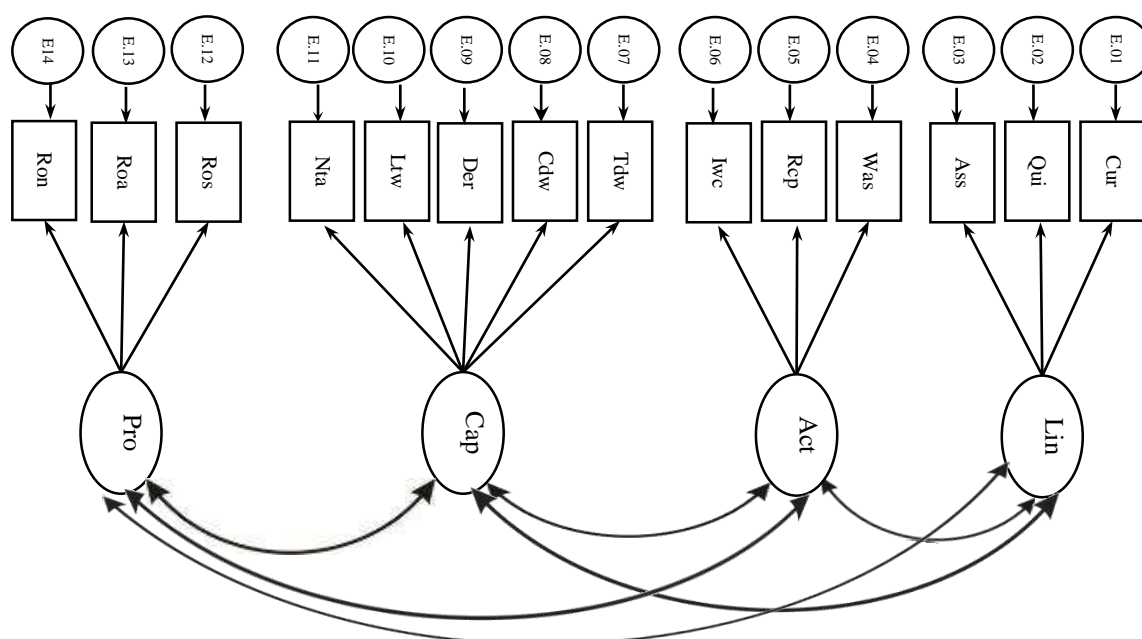 E14
E.13
E.12
E.11
E.10
E.09
E.08
E.07
E.06
E.05
E.04
E.03
E.02
E.01
Ron
Roa
Ros
Nta
Ltw
Der
Cdw
Tdw
Iwc
Rcp
Was
Ass
Qui
Cur
Pro
Cap
Act
Lin